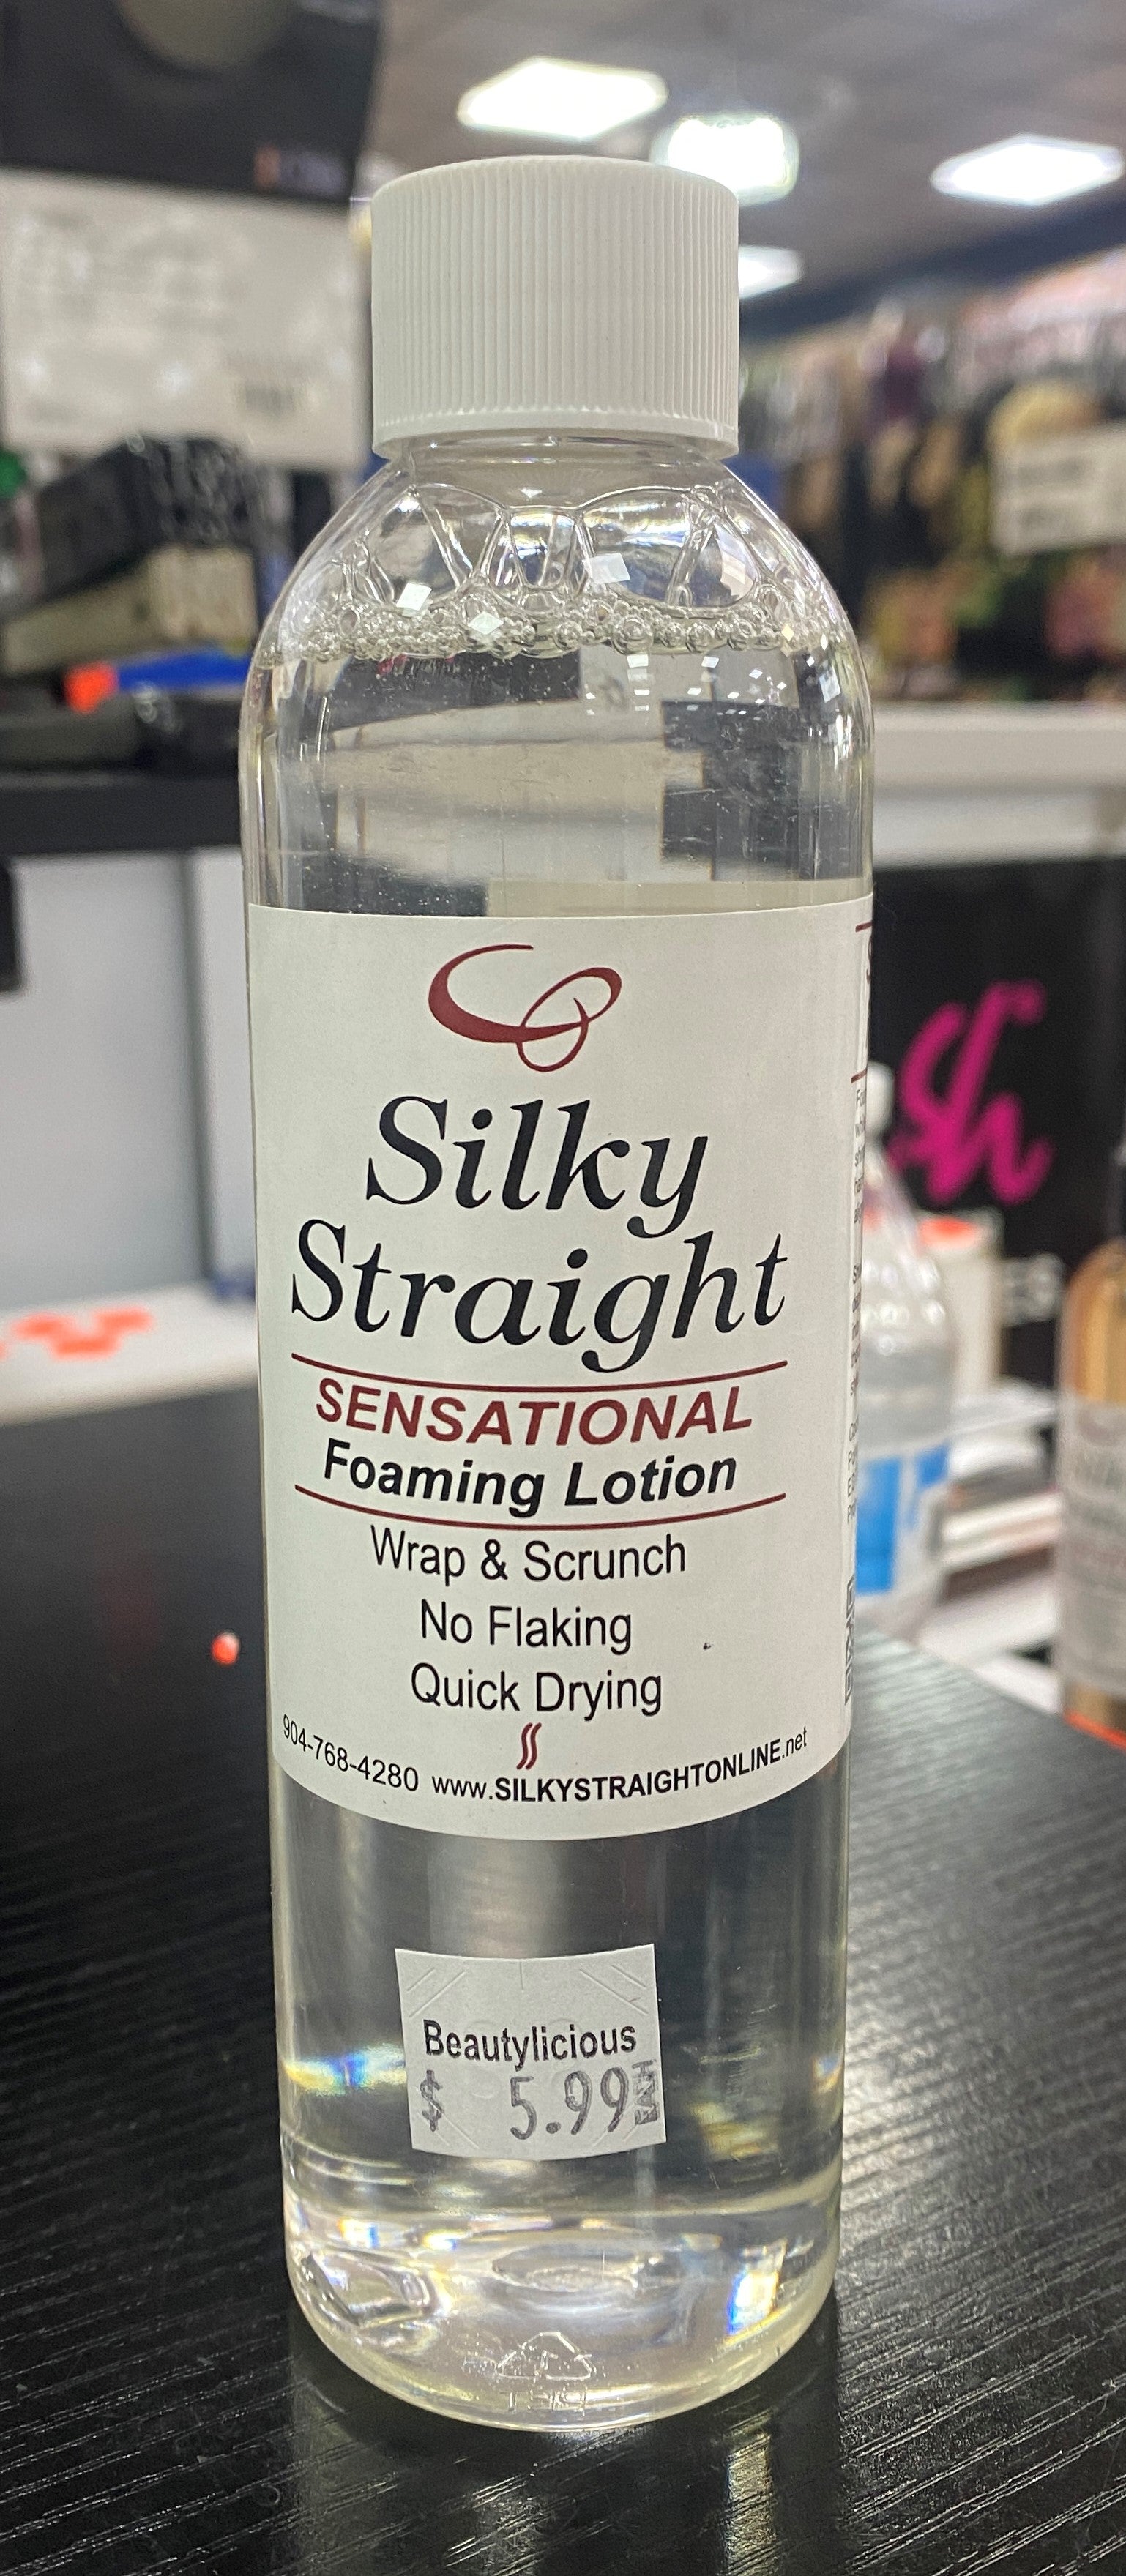 Silky
Straight
SENSATIONAL
Foaming Lotion
Wrap & Scrunch
No Flaking
Quick Drying
904-768-4280 www.SILKYSTRAIGHTONLINE.net
Beautylicious
$ 5.99
sh